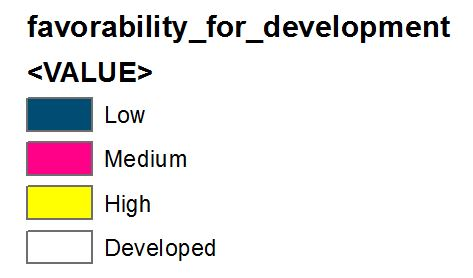 favorability_for_development
<VALUE>
Low
Medium
High
Developed